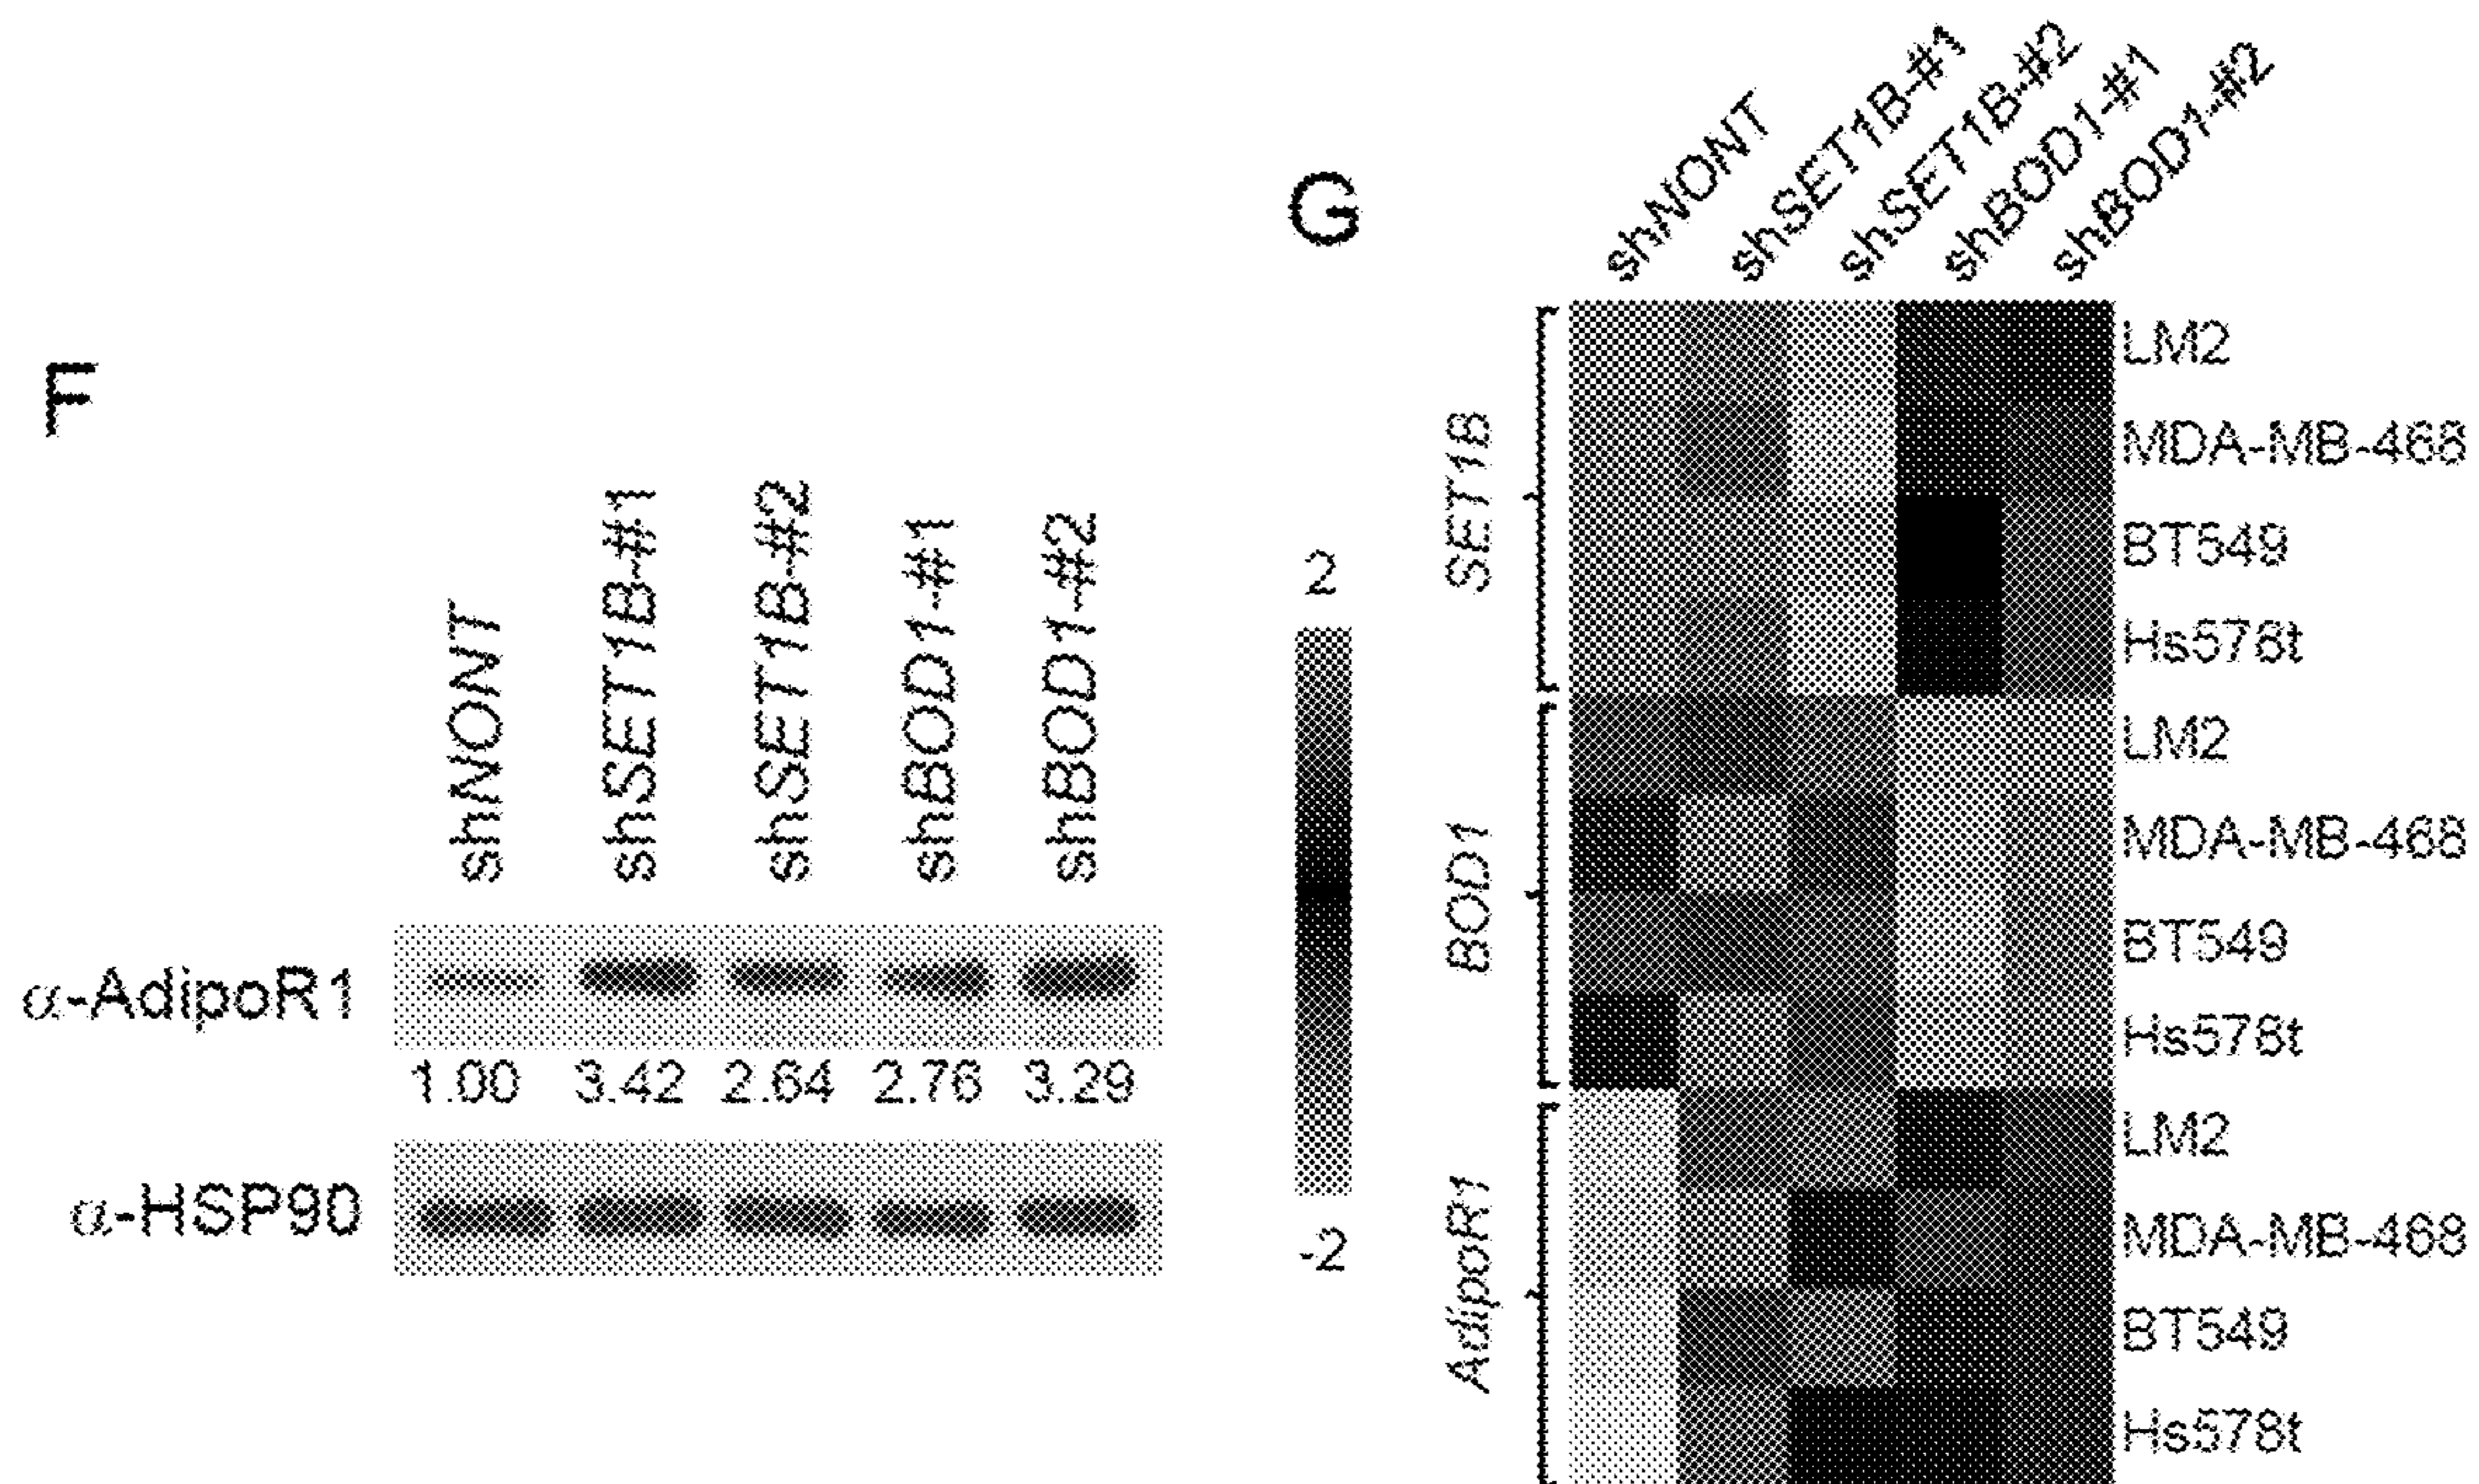 F
shNONT
shSET1B-#1
shSET1B-#2
shBOD1-#1
shBOD1-#2
α-AdipoR1
1.00 3.42 2.64 2.76 3.29
α-HSP90
G
2
-2
shNONT
shSET1B-#1
shSET1B-#2
shBOD1-#1
shBOD1-#2
SET1B
LM2
MDA-MB-468
BT549
Hs578t
BOD1
LM2
MDA-MB-468
BT549
Hs578t
AdipoR1
LM2
MDA-MB-468
BT549
Hs578t